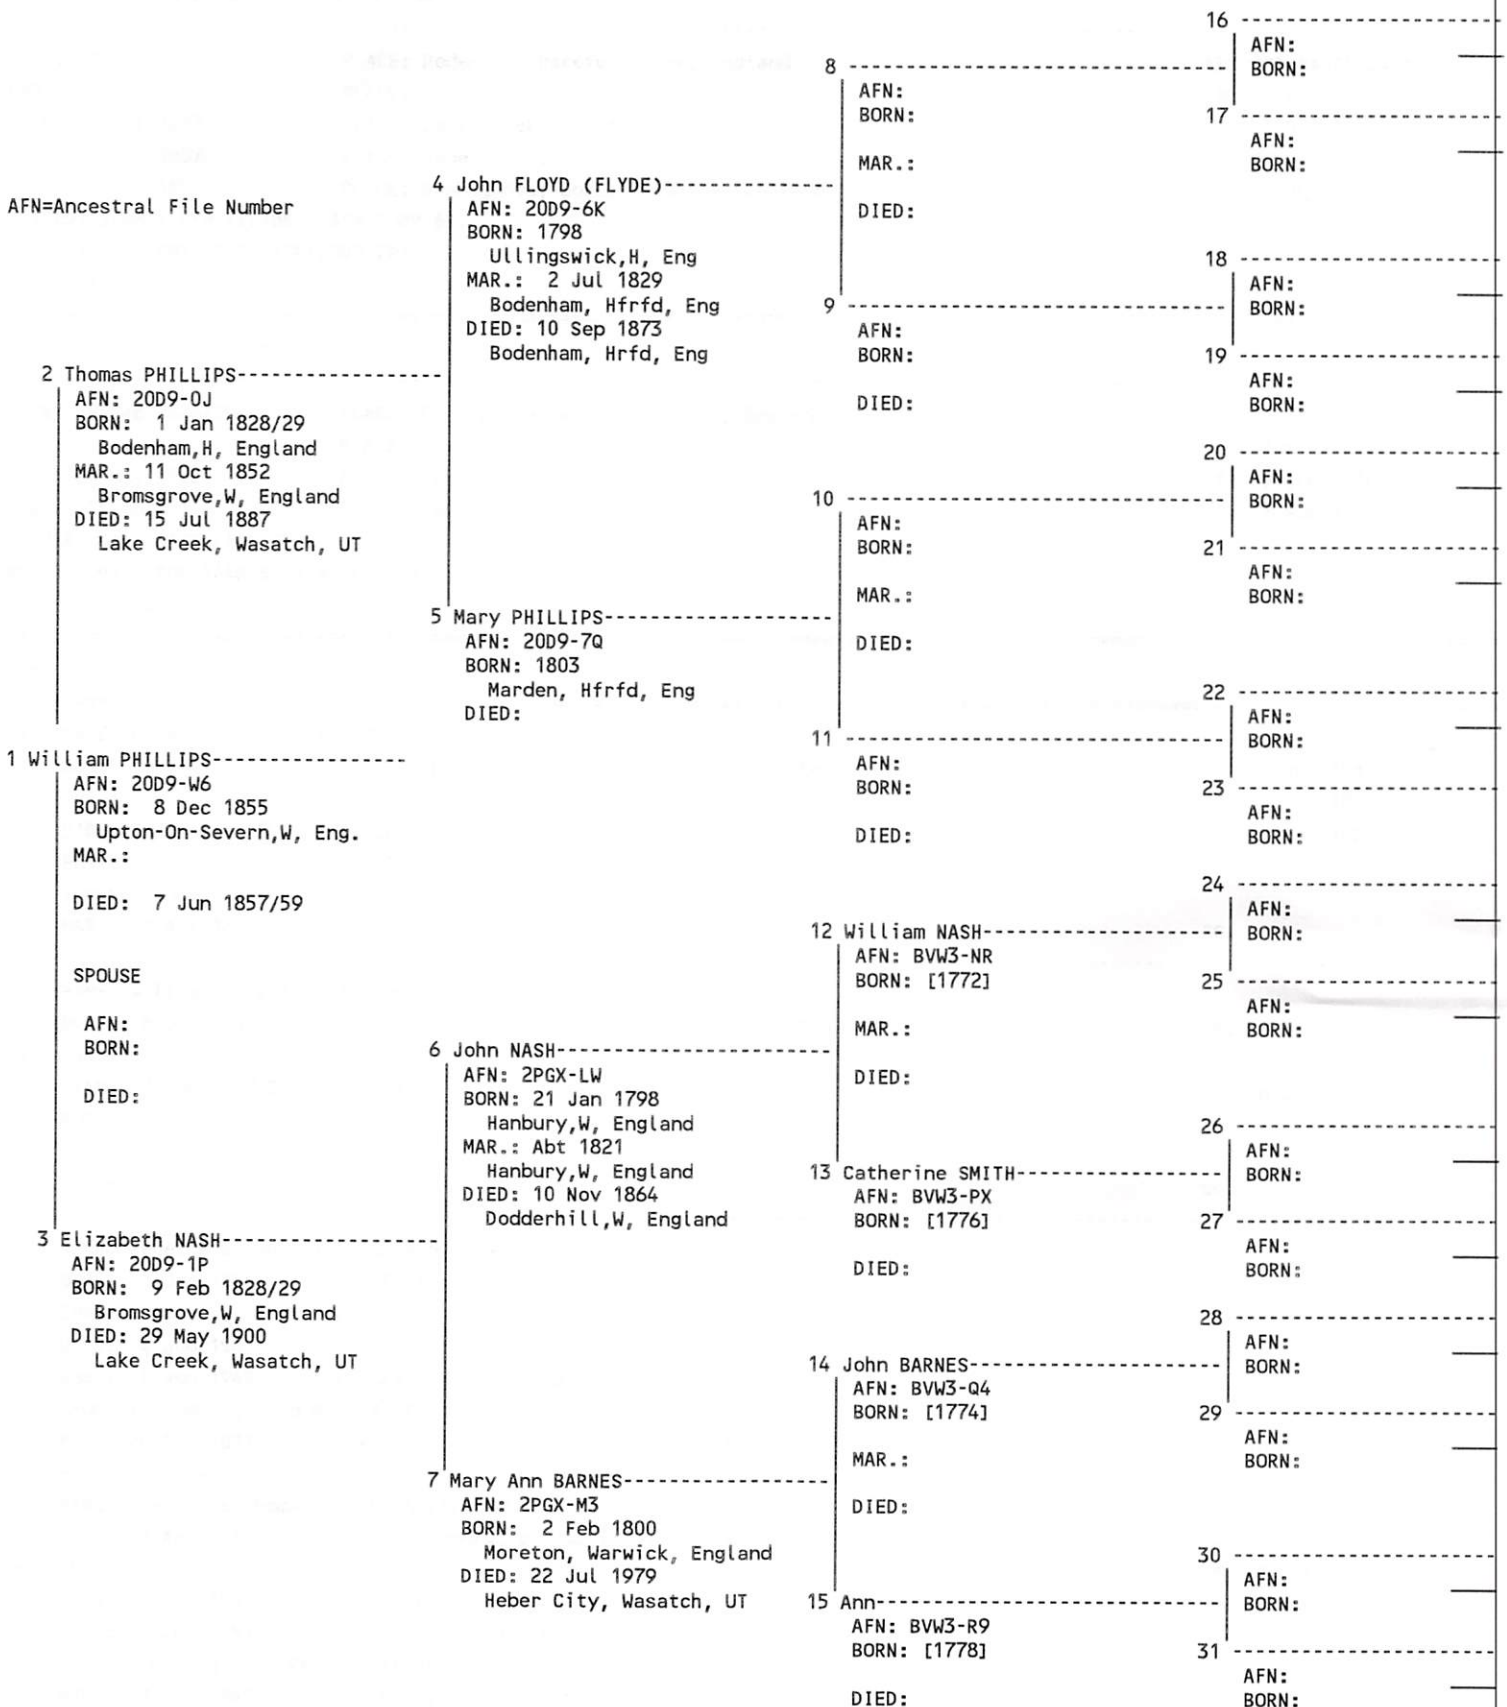 AFN=Ancestral File Number
1 William PHILLIPS-----------------
AFN: 20D9-W6
BORN: 8 Dec 1855
Upton-On-Severn,W, Eng.
MAR.:
DIED: 7 Jun 1857/59
SPOUSE
AFN:
BORN:
DIED:
2 Thomas PHILLIPS------------------
AFN: 20D9-0J
BORN: 1 Jan 1828/29
Bodenham,H, England
MAR.: 11 Oct 1852
Bromsgrove,W, England
DIED: 15 Jul 1887
Lake Creek, Wasatch, UT
3 Elizabeth NASH-------------------
AFN: 20D9-1P
BORN: 9 Feb 1828/29
Bromsgrove,W, England
DIED: 29 May 1900
Lake Creek, Wasatch, UT
4 John FLOYD (FLYDE)---------------
AFN: 20D9-6K
BORN: 1798
Ullingswick,H, Eng
MAR.: 2 Jul 1829
Bodenham, Hfrfd, Eng
DIED: 10 Sep 1873
Bodenham, Hrfd, Eng
5 Mary PHILLIPS--------------------
AFN: 20D9-7Q
BORN: 1803
Marden, Hfrfd, Eng
DIED:
6 John NASH------------------------
AFN: 2PGX-LW
BORN: 21 Jan 1798
Hanbury,W, England
MAR.: Abt 1821
Hanbury,W, England
DIED: 10 Nov 1864
Dodderhill,W, England
7 Mary Ann BARNES------------------
AFN: 2PGX-M3
BORN: 2 Feb 1800
Moreton, Warwick, England
DIED: 22 Jul 1979
Heber City, Wasatch, UT
8 ---------------------------------
AFN:
BORN:
MAR.:
DIED:
9 ---------------------------------
AFN:
BORN:
DIED:
10 ---------------------------------
AFN:
BORN:
MAR.:
DIED:
11 ---------------------------------
AFN:
BORN:
DIED:
12 William NASH---------------------
AFN: BVW3-NR
BORN: [1772]
MAR.:
DIED:
13 Catherine SMITH------------------
AFN: BVW3-PX
BORN: [1776]
DIED:
14 John BARNES----------------------
AFN: BVW3-Q4
BORN: [1774]
MAR.:
DIED:
15 Ann------------------------------
AFN: BVW3-R9
BORN: [1778]
DIED:
16 -----------------------
AFN:
BORN:
17 -----------------------
AFN:
BORN:
18 -----------------------
AFN:
BORN:
19 -----------------------
AFN:
BORN:
20 -----------------------
AFN:
BORN:
21 -----------------------
AFN:
BORN:
22 -----------------------
AFN:
BORN:
23 -----------------------
AFN:
BORN:
24 -----------------------
AFN:
BORN:
25 -----------------------
AFN:
BORN:
26 -----------------------
AFN:
BORN:
27 -----------------------
AFN:
BORN:
28 -----------------------
AFN:
BORN:
29 -----------------------
AFN:
BORN:
30 -----------------------
AFN:
BORN:
31 -----------------------
AFN:
BORN: